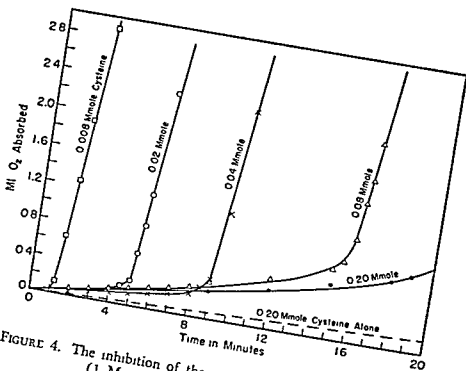 2.8
2.4
2.0
1.6
1.2
0.8
0.4
0
Ml O₂ Absorbed
0.008 Mmole Cysteine
0.02 Mmole
0.04 Mmole
0.08 Mmole
0.20 Mmole
0.20 Mmole Cysteine Alone
0
4
8
12
16
20
Time in Minutes
FIGURE 4. The inhibition of the
(1 M